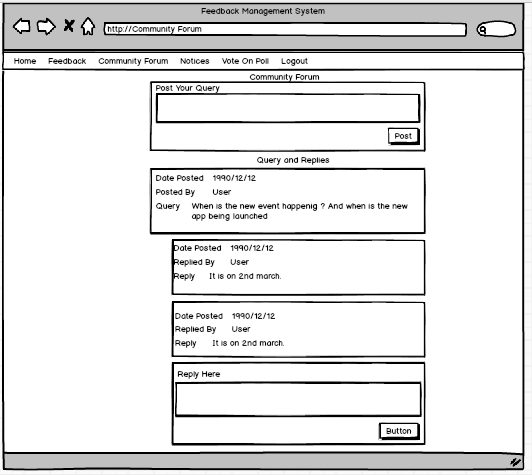 Feedback Management System
http://Community Forum
Home Feedback Community Forum Notices Vote On Poll Logout
Community Forum
Post Your Query
Post
Query and Replies
Date Posted 1990/12/12
Posted By User
Query When is the new event happenig ? And when is the new
app being launched
Date Posted 1990/12/12
Replied By User
Reply It is on 2nd march.
Date Posted 1990/12/12
Replied By User
Reply It is on 2nd march.
Reply Here
Button